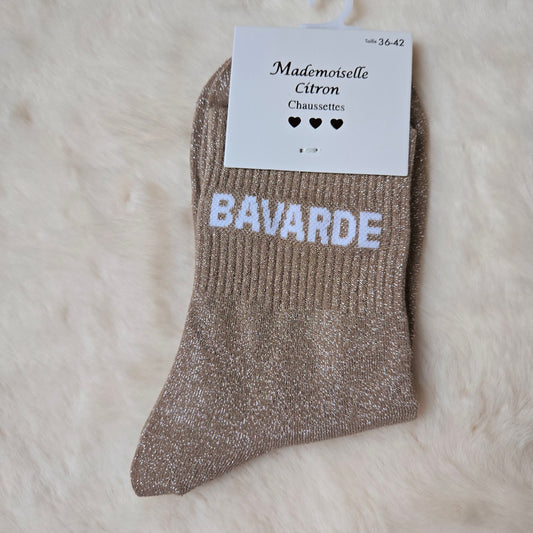 Taille 36-42
Mademoiselle
Citron
Chaussettes
BAVARDE